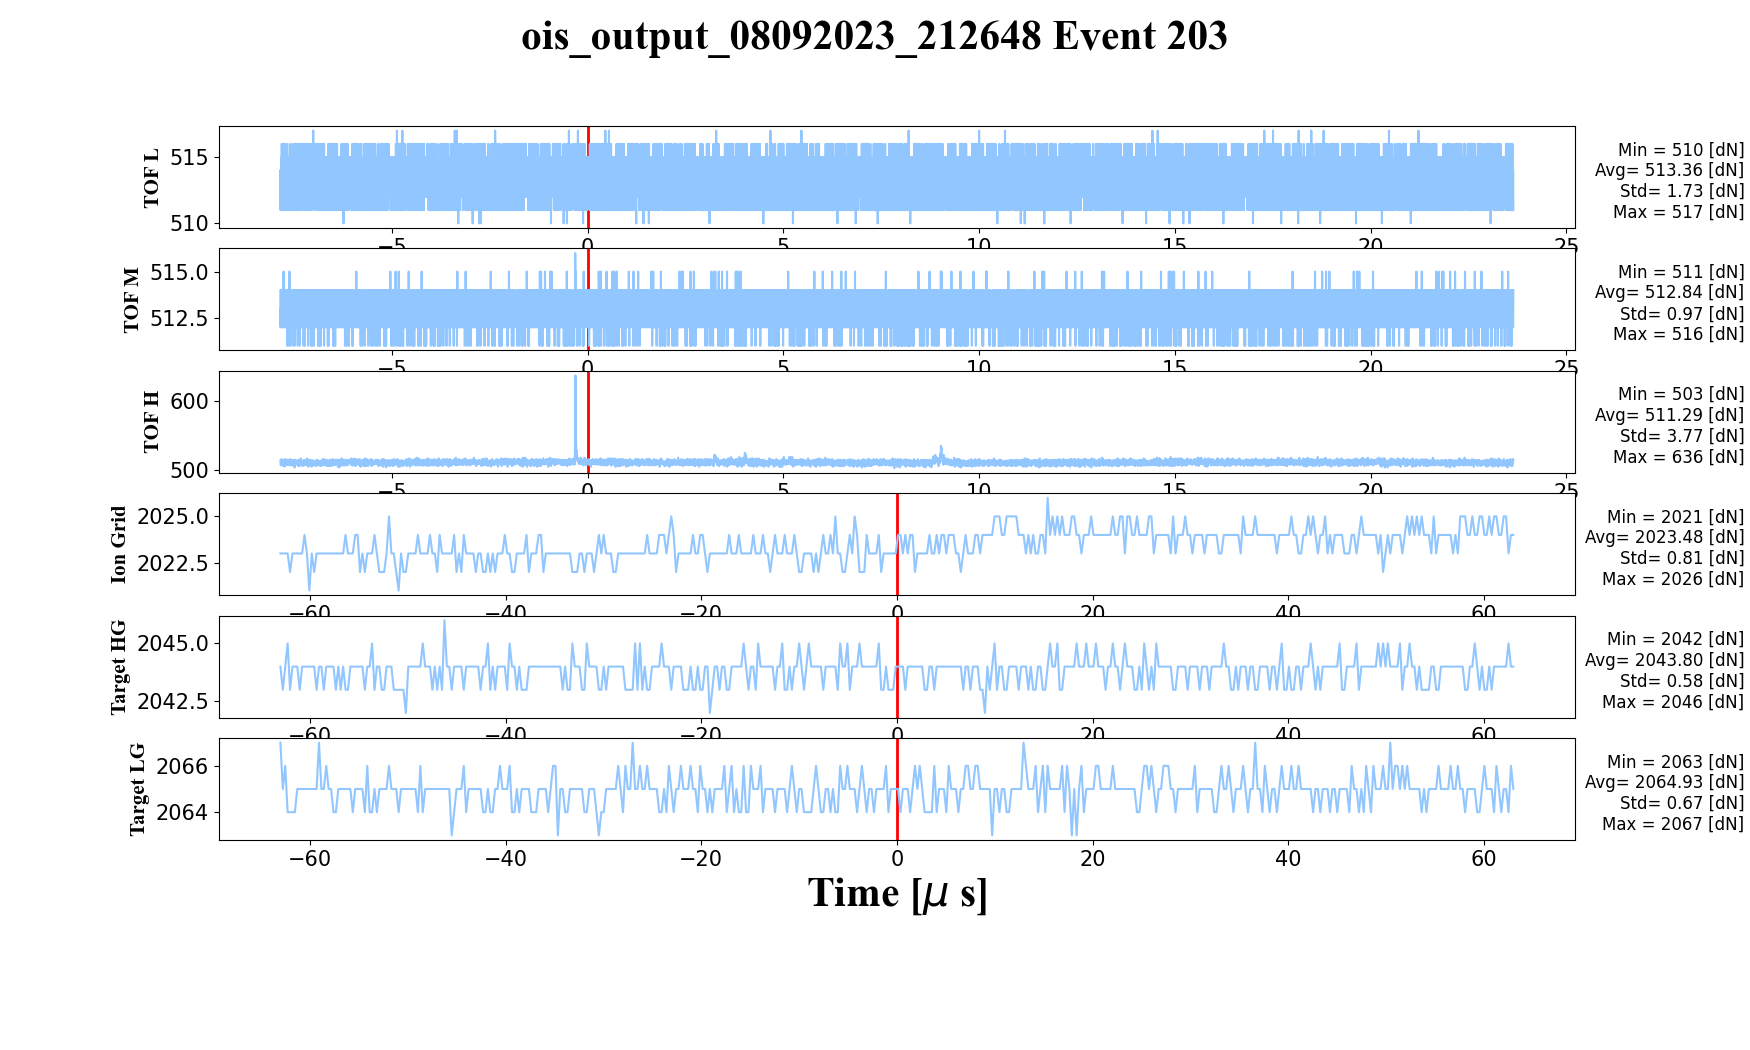 ois_output_08092023_212648 Event 203
TOF L
515
510
−5 0 5 10 15 20 25
Min = 510 [dN]
Avg= 513.36 [dN]
Std= 1.73 [dN]
Max = 517 [dN]
TOF M
515.0
512.5
−5 0 5 10 15 20 25
Min = 511 [dN]
Avg= 512.84 [dN]
Std= 0.97 [dN]
Max = 516 [dN]
TOF H
600
500
−5 0 5 10 15 20 25
Min = 503 [dN]
Avg= 511.29 [dN]
Std= 3.77 [dN]
Max = 636 [dN]
Ion Grid
2025.0
2022.5
−60 −40 −20 0 20 40 60
Min = 2021 [dN]
Avg= 2023.48 [dN]
Std= 0.81 [dN]
Max = 2026 [dN]
Target HG
2045.0
2042.5
−60 −40 −20 0 20 40 60
Min = 2042 [dN]
Avg= 2043.80 [dN]
Std= 0.58 [dN]
Max = 2046 [dN]
Target LG
2066
2064
−60 −40 −20 0 20 40 60
Min = 2063 [dN]
Avg= 2064.93 [dN]
Std= 0.67 [dN]
Max = 2067 [dN]
Time [μ s]